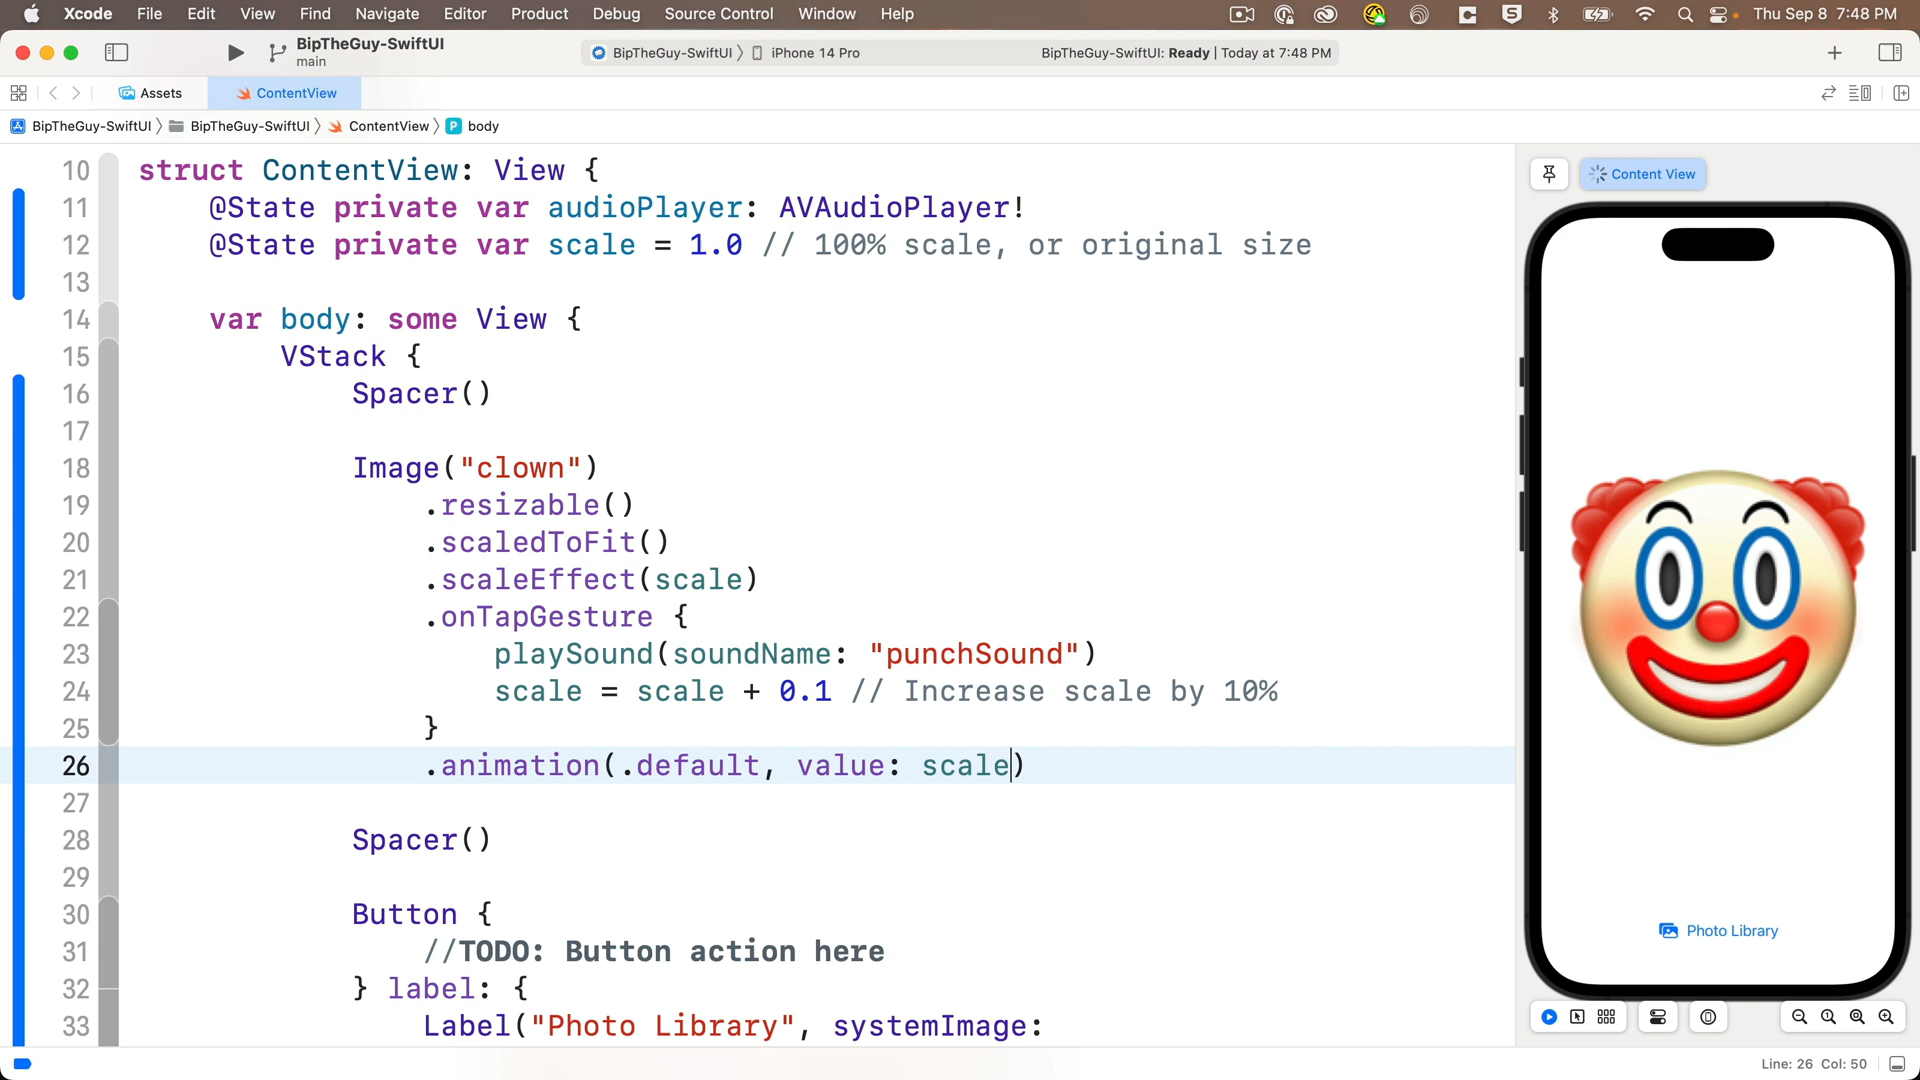 Xcode File Edit View Find Navigate Editor Product Debug Source Control Window Help Thu Sep 8 7:48 PM
BipTheGuy-SwiftUI
main
BipTheGuy-SwiftUI 〉 iPhone 14 Pro BipTheGuy-SwiftUI: Ready | Today at 7:48 PM
Assets ContentView
BipTheGuy-SwiftUI 〉 BipTheGuy-SwiftUI 〉 ContentView 〉 P body
10 struct ContentView: View {
11 @State private var audioPlayer: AVAudioPlayer!
12 @State private var scale = 1.0 // 100% scale, or original size
13
14 var body: some View {
15 VStack {
16 Spacer()
17
18 Image("clown")
19 .resizable()
20 .scaledToFit()
21 .scaleEffect(scale)
22 .onTapGesture {
23 playSound(soundName: "punchSound")
24 scale = scale + 0.1 // Increase scale by 10%
25 }
26 .animation(.default, value: scale)
27
28 Spacer()
29
30 Button {
31 //TODO: Button action here
32 } label: {
33 Label("Photo Library", systemImage:
Content View
Photo Library
Line: 26 Col: 50